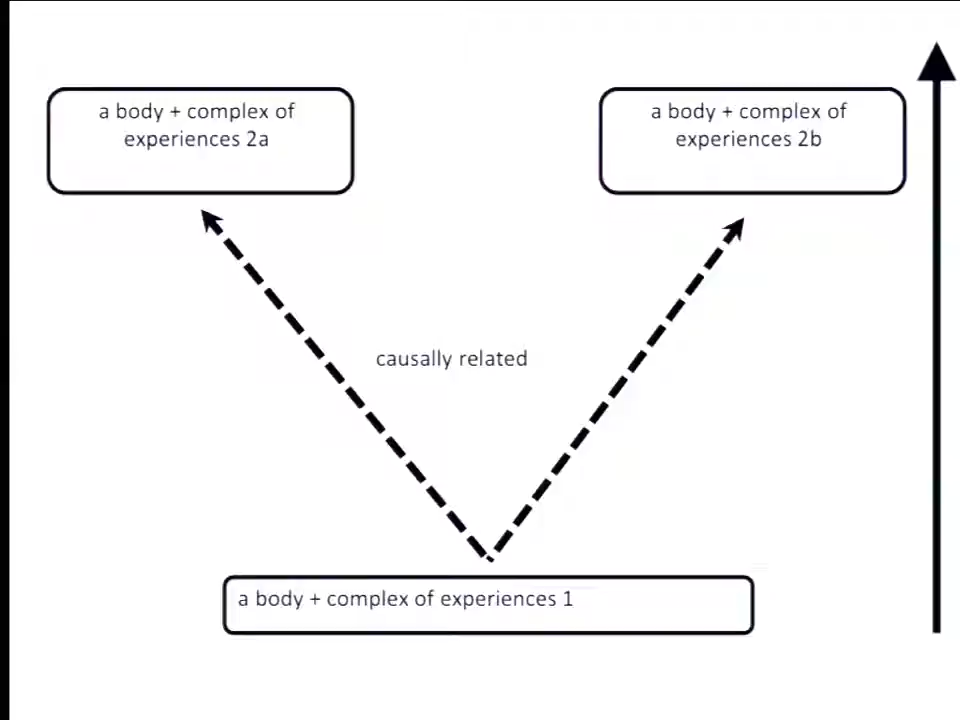 a body + complex of
experiences 2a
a body + complex of
experiences 2b
causally related
a body + complex of experiences 1